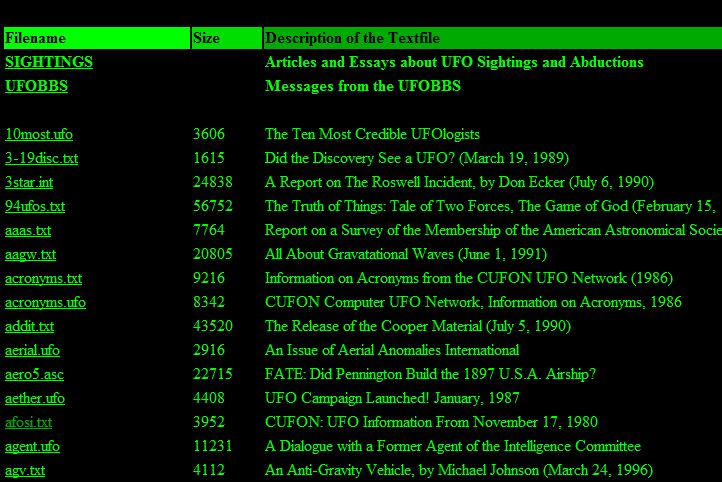 Filename Size Description of the Textfile
SIGHTINGS Articles and Essays about UFO Sightings and Abductions
UFOBBS Messages from the UFOBBS
10most.ufo 3606 The Ten Most Credible UFOlogists
3-19disc.txt 1615 Did the Discovery See a UFO? (March 19, 1989)
3star.int 24838 A Report on The Roswell Incident, by Don Ecker (July 6, 1990)
94ufos.txt 56752 The Truth of Things: Tale of Two Forces, The Game of God (February 15,
aaas.txt 7764 Report on a Survey of the Membership of the American Astronomical Socie
aagw.txt 20805 All About Gravatational Waves (June 1, 1991)
acronyms.txt 9216 Information on Acronyms from the CUFON UFO Network (1986)
acronyms.ufo 8342 CUFON Computer UFO Network, Information on Acronyms, 1986
addit.txt 43520 The Release of the Cooper Material (July 5, 1990)
aerial.ufo 2916 An Issue of Aerial Anomalies International
aero5.asc 22715 FATE: Did Pennington Build the 1897 U.S.A. Airship?
aether.ufo 4408 UFO Campaign Launched! January, 1987
afosi.txt 3952 CUFON: UFO Information From November 17, 1980
agent.ufo 11231 A Dialogue with a Former Agent of the Intelligence Committee
agv.txt 4112 An Anti-Gravity Vehicle, by Michael Johnson (March 24, 1996)